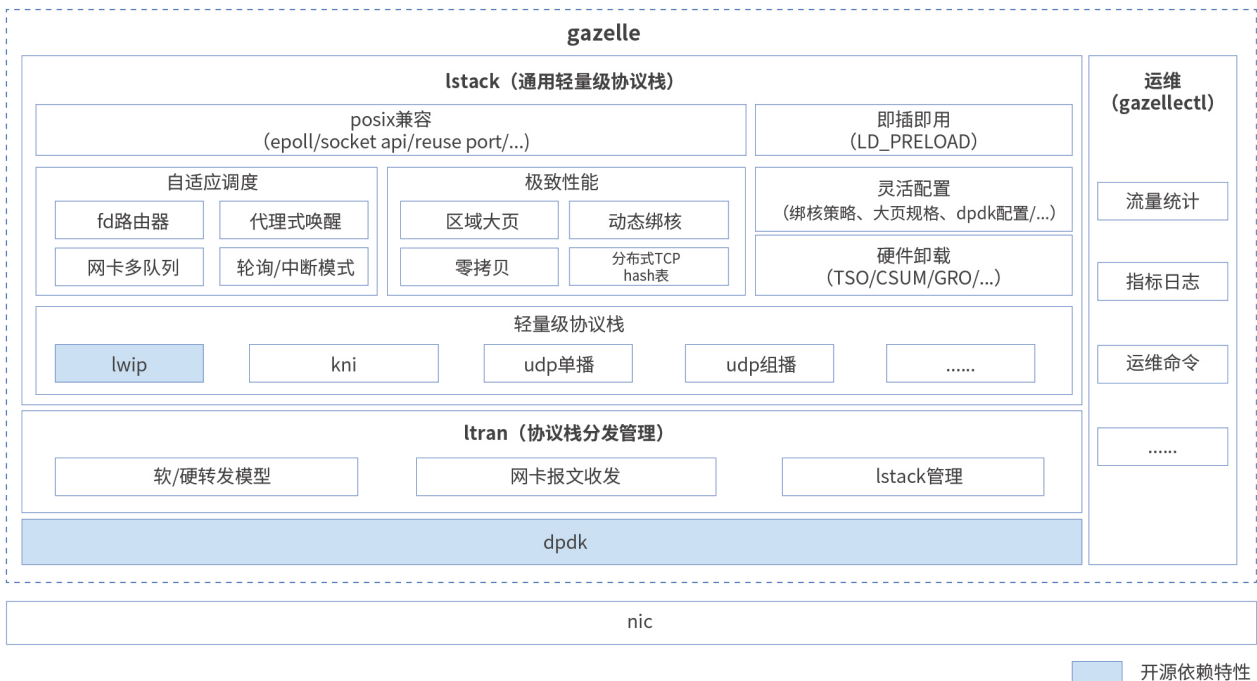 gazelle
lstack（通用轻量级协议栈）
posix兼容
（epoll/socket api/reuse port/...）
即插即用
（LD_PRELOAD）
自适应调度
fd路由器
代理式唤醒
网卡多队列
轮询/中断模式
极致性能
区域大页
动态绑核
零拷贝
分布式TCP
hash表
灵活配置
（绑核策略、大页规格、dpdk配置/...）
硬件卸载
（TSO/CSUM/GRO/...）
轻量级协议栈
lwip
kni
udp单播
udp组播
......
ltran（协议栈分发管理）
软/硬转发模型
网卡报文收发
lstack管理
dpdk
运维
（gazellectl）
流量统计
指标日志
运维命令
......
nic
开源依赖特性